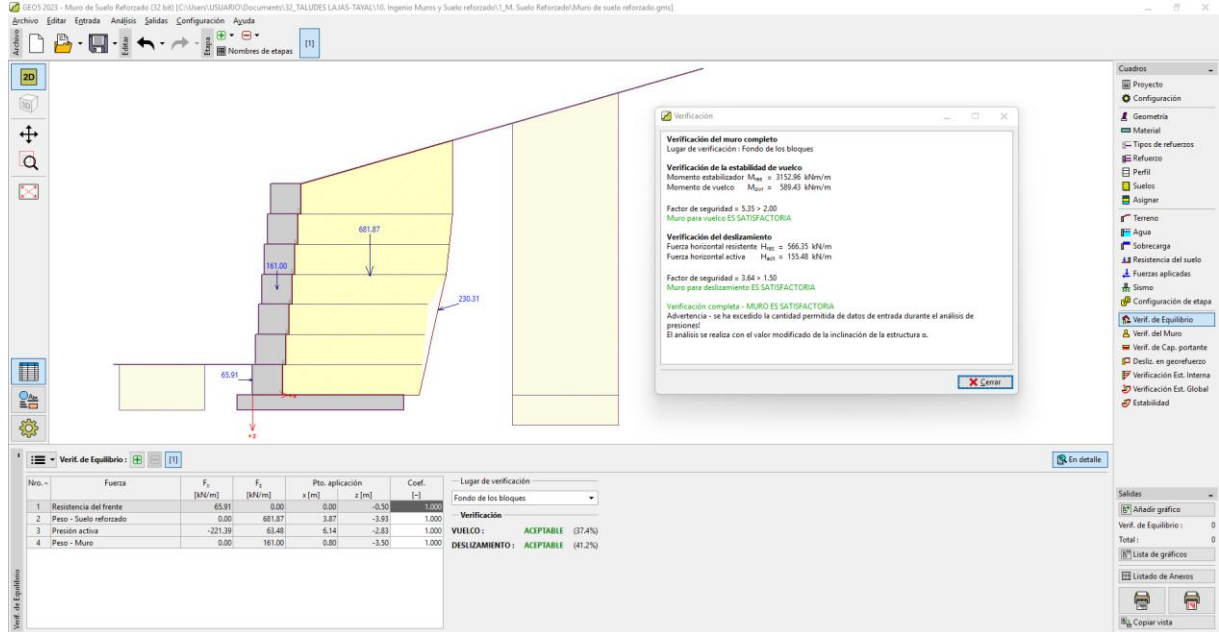 GEO5 2023 - Muro de Suelo Reforzado (32 bit) [C:\Users\USUARIO\Documents\32_TALUDES LAJAS-TAYAL\10. Ingenio Muros y Suelo reforzado\1_M. Suelo Reforzado\Muro de suelo reforzado.gms]
Archivo Editar Entrada Análisis Salidas Configuración Ayuda
Archivo
Editar
Etapa
Nombres de etapas
[1]
2D
3D
681.87
161.00
230.31
65.91
+x
+z
Verificación
Verificación del muro completo
Lugar de verificación : Fondo de los bloques
Verificación de la estabilidad de vuelco
Momento estabilizador Mres = 3152.96 kNm/m
Momento de vuelco Movr = 589.43 kNm/m
Factor de seguridad = 5.35 > 2.00
Muro para vuelco ES SATISFACTORIA
Verificación del deslizamiento
Fuerza horizontal resistente Hres = 566.35 kN/m
Fuerza horizontal activa Hact = 155.48 kN/m
Factor de seguridad = 3.64 > 1.50
Muro para deslizamiento ES SATISFACTORIA
Verificación completa - MURO ES SATISFACTORIA
Advertencia - se ha excedido la cantidad permitida de datos de entrada durante el análisis de
presiones!
El análisis se realiza con el valor modificado de la inclinación de la estructura α.
Cerrar
Cuadros
Proyecto
Configuración
Geometría
Material
Tipos de refuerzos
Refuerzo
Perfil
Suelos
Asignar
Terreno
Agua
Sobrecarga
Resistencia del suelo
Fuerzas aplicadas
Sismo
Configuración de etapa
Verif. de Equilibrio
Verif. del Muro
Verif. de Cap. portante
Desliz. en georefuerzo
Verificación Est. Interna
Verificación Est. Global
Estabilidad
Verif. de Equilibrio : [1]
En detalle
Nro. Fuerza Fx Fz Pto. aplicación Coef.
[kN/m] [kN/m] x [m] z [m] [-]
1 Resistencia del frente 65.91 0.00 0.00 -0.50 1.000
2 Peso - Suelo reforzado 0.00 681.87 3.87 -3.93 1.000
3 Presión activa -221.39 63.48 6.14 -2.83 1.000
4 Peso - Muro 0.00 161.00 0.80 -3.50 1.000
Lugar de verificación
Fondo de los bloques
Verificación
VUELCO : ACEPTABLE (37.4%)
DESLIZAMIENTO : ACEPTABLE (41.2%)
Verif. de Equilibrio
Salidas
Añadir gráfico
Verif. de Equilibrio : 0
Total : 0
Lista de gráficos
Listado de Anexos
Copiar vista